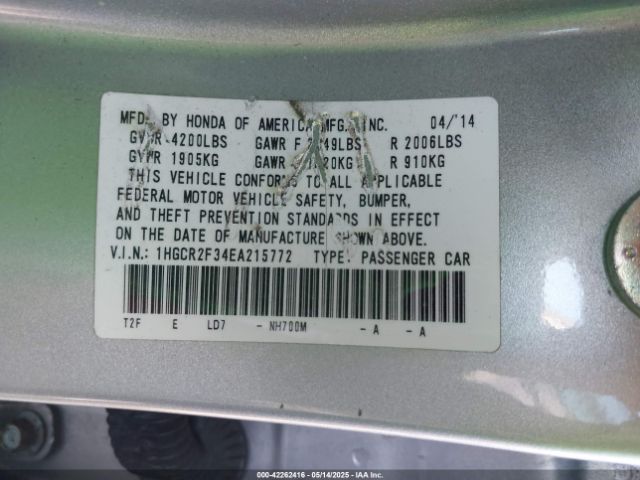 MFD. BY HONDA OF AMERICA MFG., INC. 04/'14
GVWR 4200LBS GAWR F LBS R 2006LBS
GVWR 1905KG GAWR KG R 910KG
THIS VEHICLE CONFORMS TO ALL APPLICABLE
FEDERAL MOTOR VEHICLE SAFETY, BUMPER,
AND THEFT PREVENTION STANDARDS IN EFFECT
ON THE DATE OF MANUFACTURE SHOWN ABOVE.
V.I.N.: 1HGCR2F34EA215772 TYPE: PASSENGER CAR
T2F E LD7 - NH700M - A - A
000-42262416 - 05/14/2025 - IAA Inc.